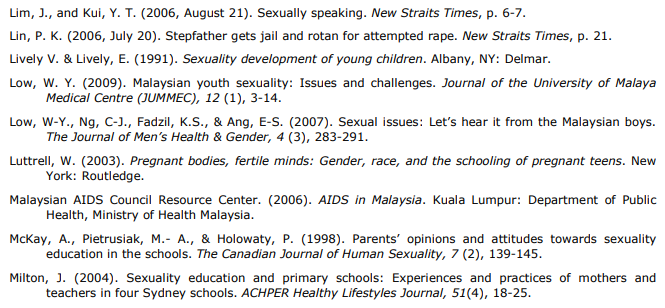 Lim, J., and Kui, Y. T. (2006, August 21). Sexually speaking. New Straits Times, p. 6-7.
Lin, P. K. (2006, July 20). Stepfather gets jail and rotan for attempted rape. New Straits Times, p. 21.
Lively V. & Lively, E. (1991). Sexuality development of young children. Albany, NY: Delmar.
Low, W. Y. (2009). Malaysian youth sexuality: Issues and challenges. Journal of the University of Malaya
Medical Centre (JUMMEC), 12 (1), 3-14.
Low, W-Y., Ng, C-J., Fadzil, K.S., & Ang, E-S. (2007). Sexual issues: Let’s hear it from the Malaysian boys.
The Journal of Men’s Health & Gender, 4 (3), 283-291.
Luttrell, W. (2003). Pregnant bodies, fertile minds: Gender, race, and the schooling of pregnant teens. New
York: Routledge.
Malaysian AIDS Council Resource Center. (2006). AIDS in Malaysia. Kuala Lumpur: Department of Public
Health, Ministry of Health Malaysia.
McKay, A., Pietrusiak, M.- A., & Holowaty, P. (1998). Parents’ opinions and attitudes towards sexuality
education in the schools. The Canadian Journal of Human Sexuality, 7 (2), 139-145.
Milton, J. (2004). Sexuality education and primary schools: Experiences and practices of mothers and
teachers in four Sydney schools. ACHPER Healthy Lifestyles Journal, 51(4), 18-25.